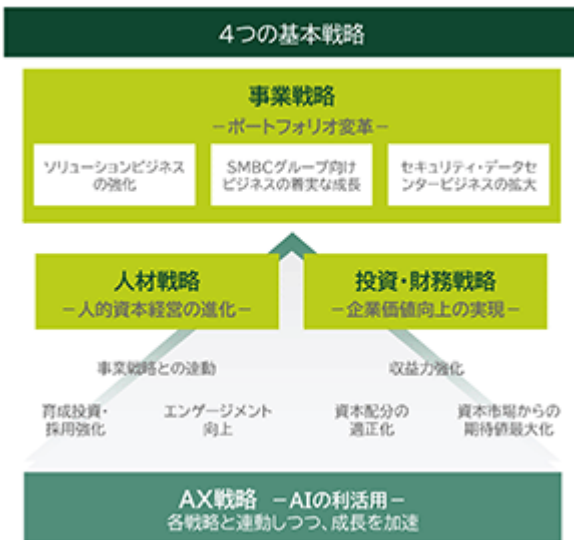 4つの基本戦略
事業戦略
－ポートフォリオ変革－
ソリューションビジネス
の強化
SMBCグループ向け
ビジネスの着実な成長
セキュリティ・データセ
ンタービジネスの拡大
人材戦略
－人的資本経営の進化－
投資・財務戦略
－企業価値向上の実現－
事業戦略との連動
収益力強化
育成投資・
採用強化
エンゲージメント
向上
資本配分の
適正化
資本市場からの
期待値最大化
AX戦略 －AIの利活用－
各戦略と連動しつつ、成長を加速